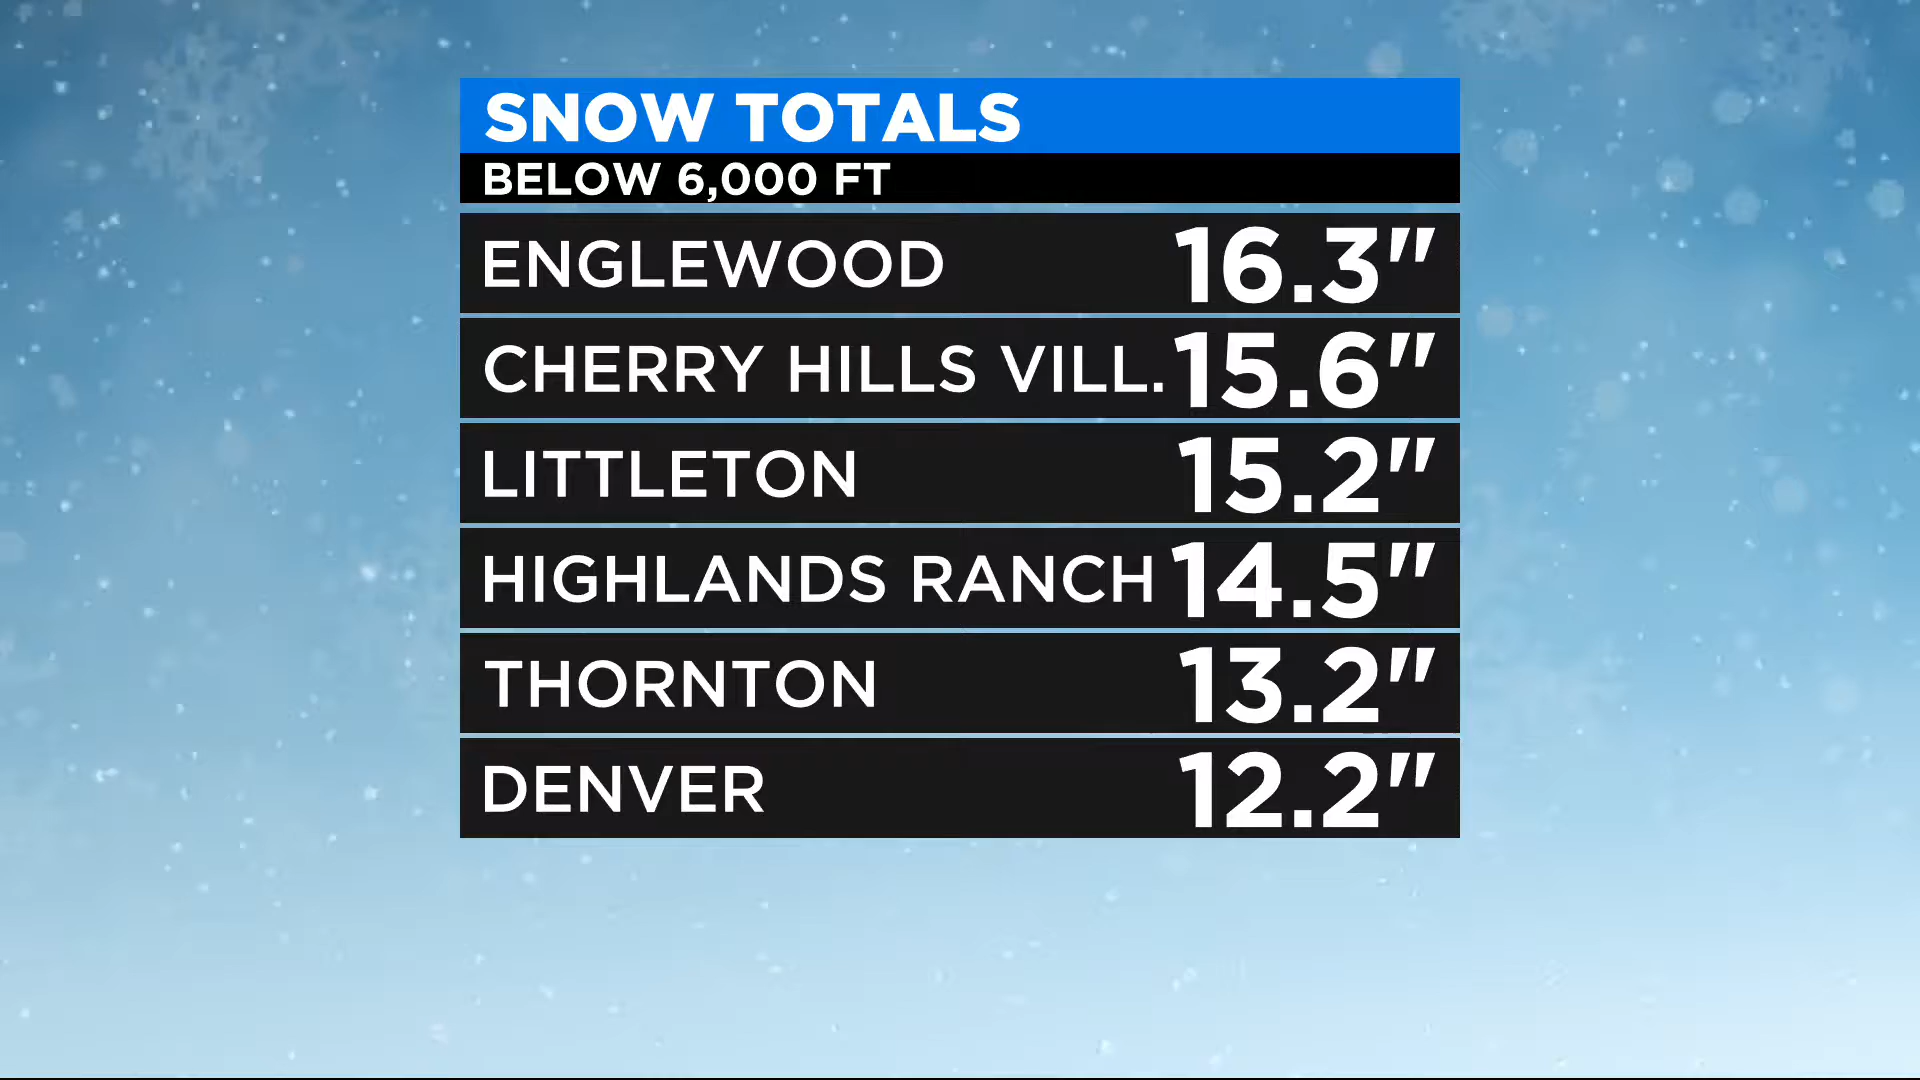 SNOW TOTALS
BELOW 6,000 FT
ENGLEWOOD 16.3"
CHERRY HILLS VILL. 15.6"
LITTLETON 15.2"
HIGHLANDS RANCH 14.5"
THORNTON 13.2"
DENVER 12.2"